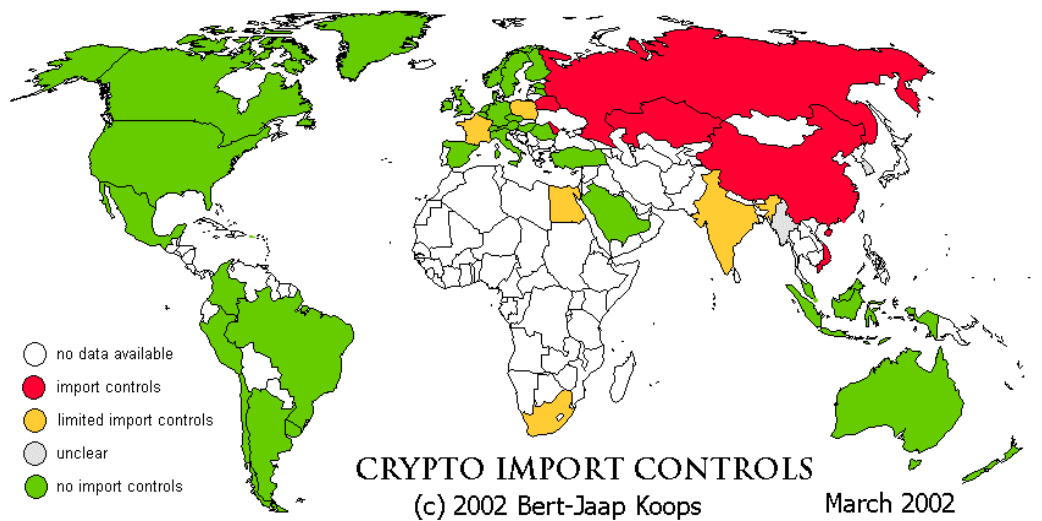 no data available
import controls
limited import controls
unclear
no import controls
CRYPTO IMPORT CONTROLS
(c) 2002 Bert-Jaap Koops
March 2002